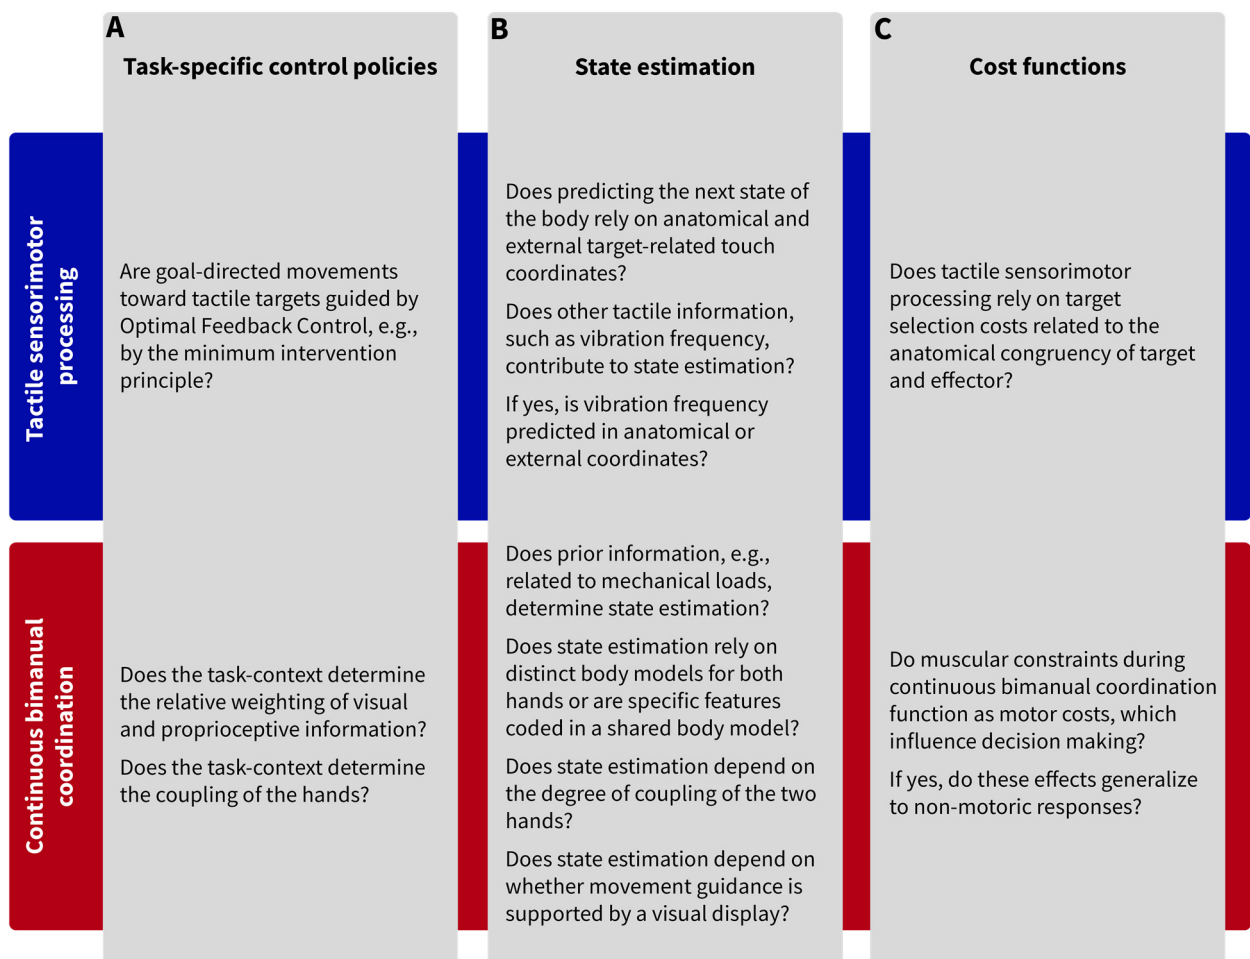 A
Task-specific control policies
B
State estimation
C
Cost functions
Tactile sensorimotor
processing
Are goal-directed movements
toward tactile targets guided by
Optimal Feedback Control, e.g.,
by the minimum intervention
principle?
Does predicting the next state of
the body rely on anatomical and
external target-related touch
coordinates?
Does other tactile information,
such as vibration frequency,
contribute to state estimation?
If yes, is vibration frequency
predicted in anatomical or
external coordinates?
Does tactile sensorimotor
processing rely on target
selection costs related to the
anatomical congruency of target
and effector?
Continuous bimanual
coordination
Does the task-context determine
the relative weighting of visual
and proprioceptive information?
Does the task-context determine
the coupling of the hands?
Does prior information, e.g.,
related to mechanical loads,
determine state estimation?
Does state estimation rely on
distinct body models for both
hands or are specific features
coded in a shared body model?
Does state estimation depend on
the degree of coupling of the two
hands?
Does state estimation depend on
whether movement guidance is
supported by a visual display?
Do muscular constraints during
continuous bimanual coordination
function as motor costs, which
influence decision making?
If yes, do these effects generalize
to non-motoric responses?